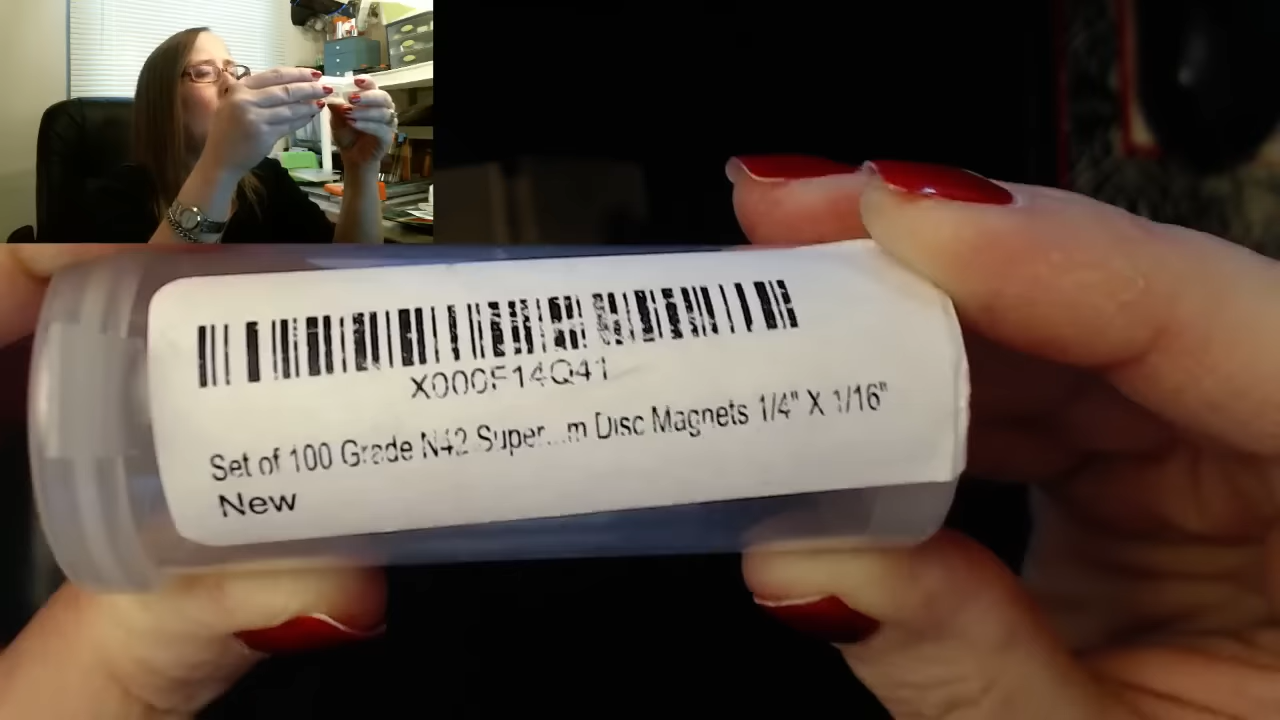 X000F14Q41
Set of 100 Grade N42 Super...m Disc Magnets 1/4" X 1/16"
New